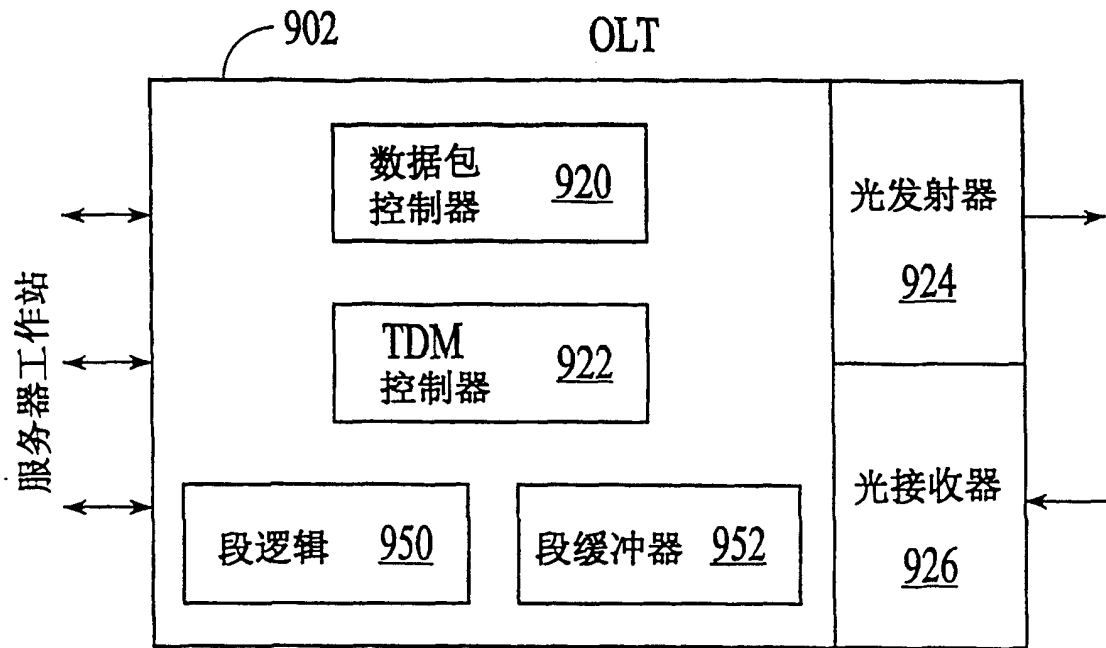 902
OLT
数据包
控制器
920
光发射器
924
TDM
控制器
922
服务器工作站
段逻辑 950
段缓冲器 952
光接收器
926